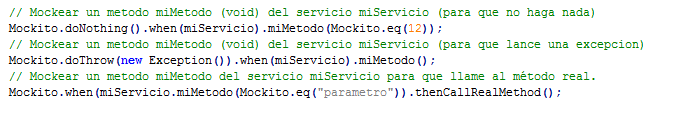 // Mockear un metodo miMetodo (void) del servicio miServicio (para que no haga nada)
Mockito.doNothing().when(miServicio).miMetodo(Mockito.eq(12));
// Mockear un metodo miMetodo (void) del servicio miServicio (para que lance una excepcion)
Mockito.doThrow(new Exception()).when(miServicio).miMetodo();
// Mockear un metodo miMetodo del servicio miServicio para que llame al método real.
Mockito.when(miServicio.miMetodo(Mockito.eq("parametro")).thenCallRealMethod();